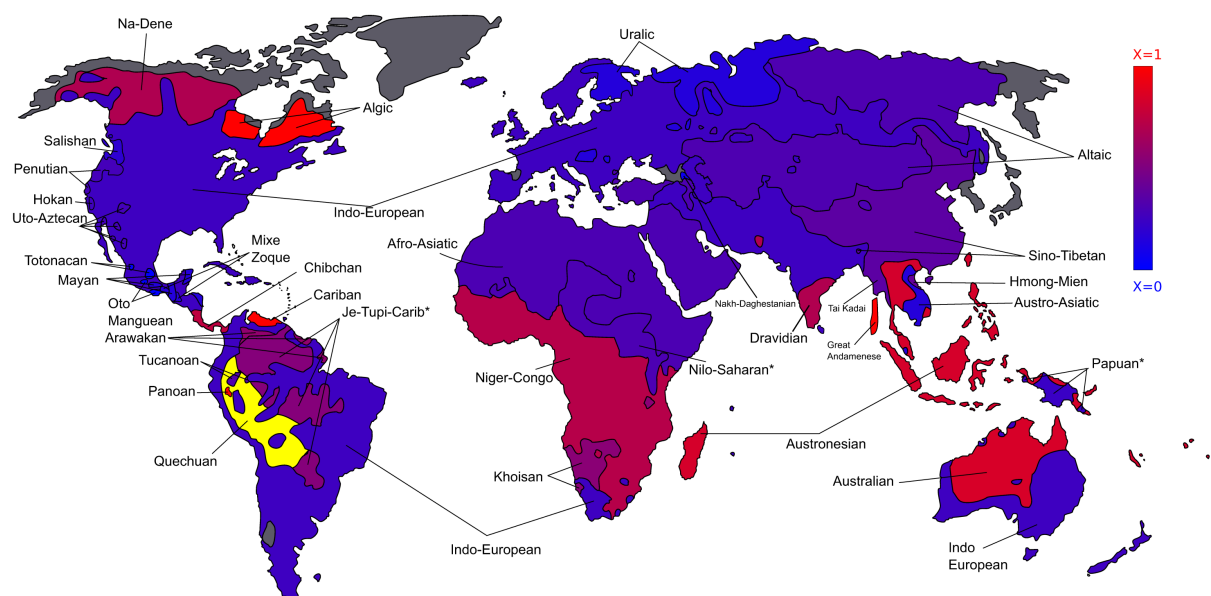 Na-Dene
Uralic
X=1
Algic
Salishan
Penutian
Altaic
Hokan
Uto-Aztecan
Indo-European
Mixe
Zoque
Afro-Asiatic
Sino-Tibetan
Totonacan
Chibchan
Mayan
Hmong-Mien
X=0
Cariban
Nakh-Daghestanian
Tai Kadai
Austro-Asiatic
Oto
Manguean
Je-Tupi-Carib*
Arawakan
Dravidian
Great
Andamenese
Tucanoan
Nilo-Saharan*
Papuan*
Niger-Congo
Panoan
Austronesian
Quechuan
Khoisan
Australian
Indo-European
Indo
European